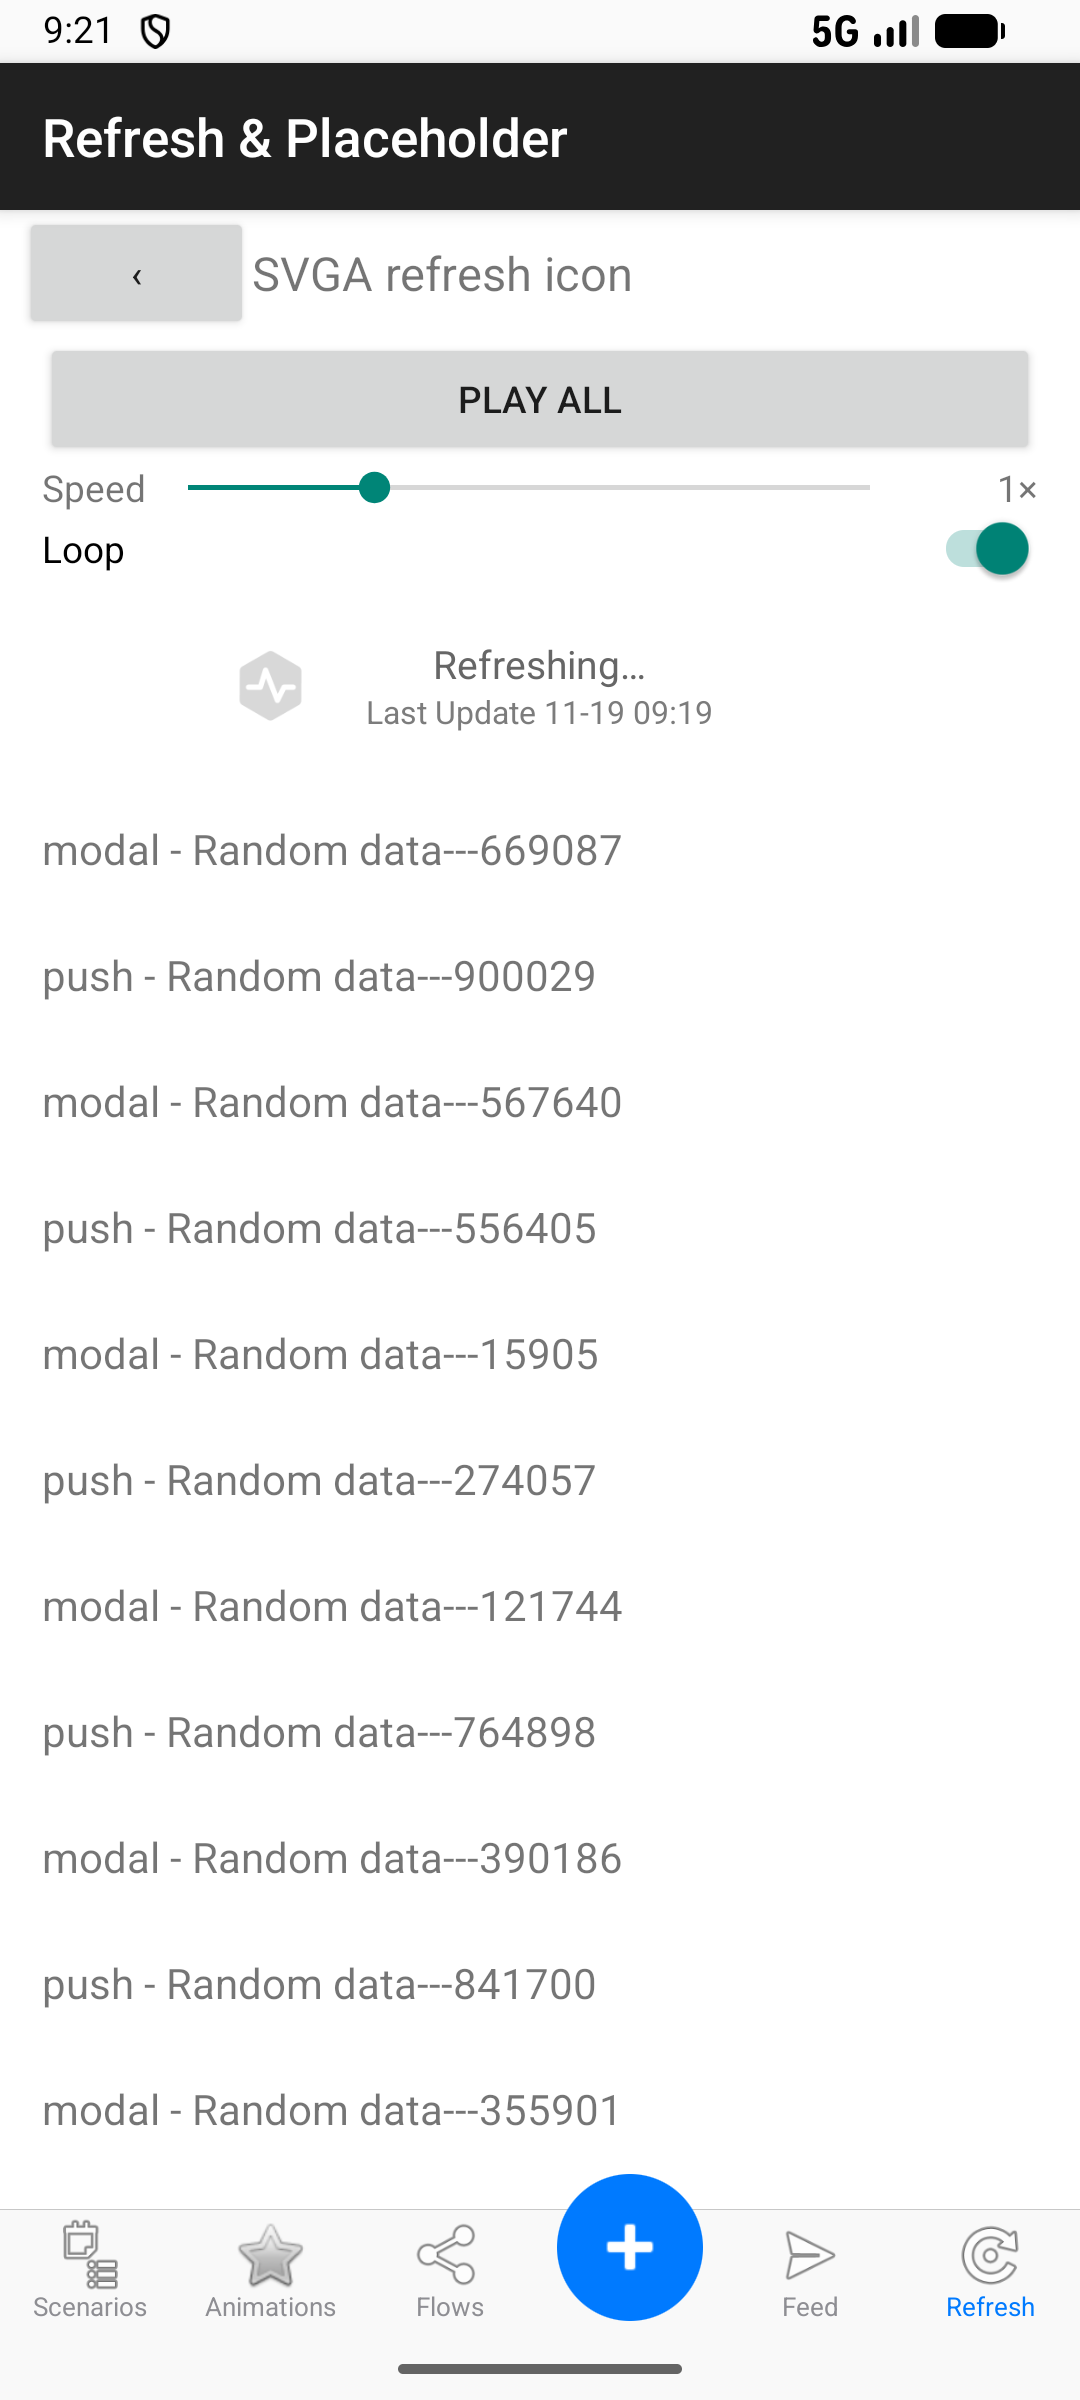 9:21
5G
Refresh & Placeholder
‹
SVGA refresh icon
PLAY ALL
Speed
1×
Loop
Refreshing...
Last Update 11-19 09:19
modal - Random data---669087
push - Random data---900029
modal - Random data---567640
push - Random data---556405
modal - Random data---15905
push - Random data---274057
modal - Random data---121744
push - Random data---764898
modal - Random data---390186
push - Random data---841700
modal - Random data---355901
Scenarios
Animations
Flows
Feed
Refresh